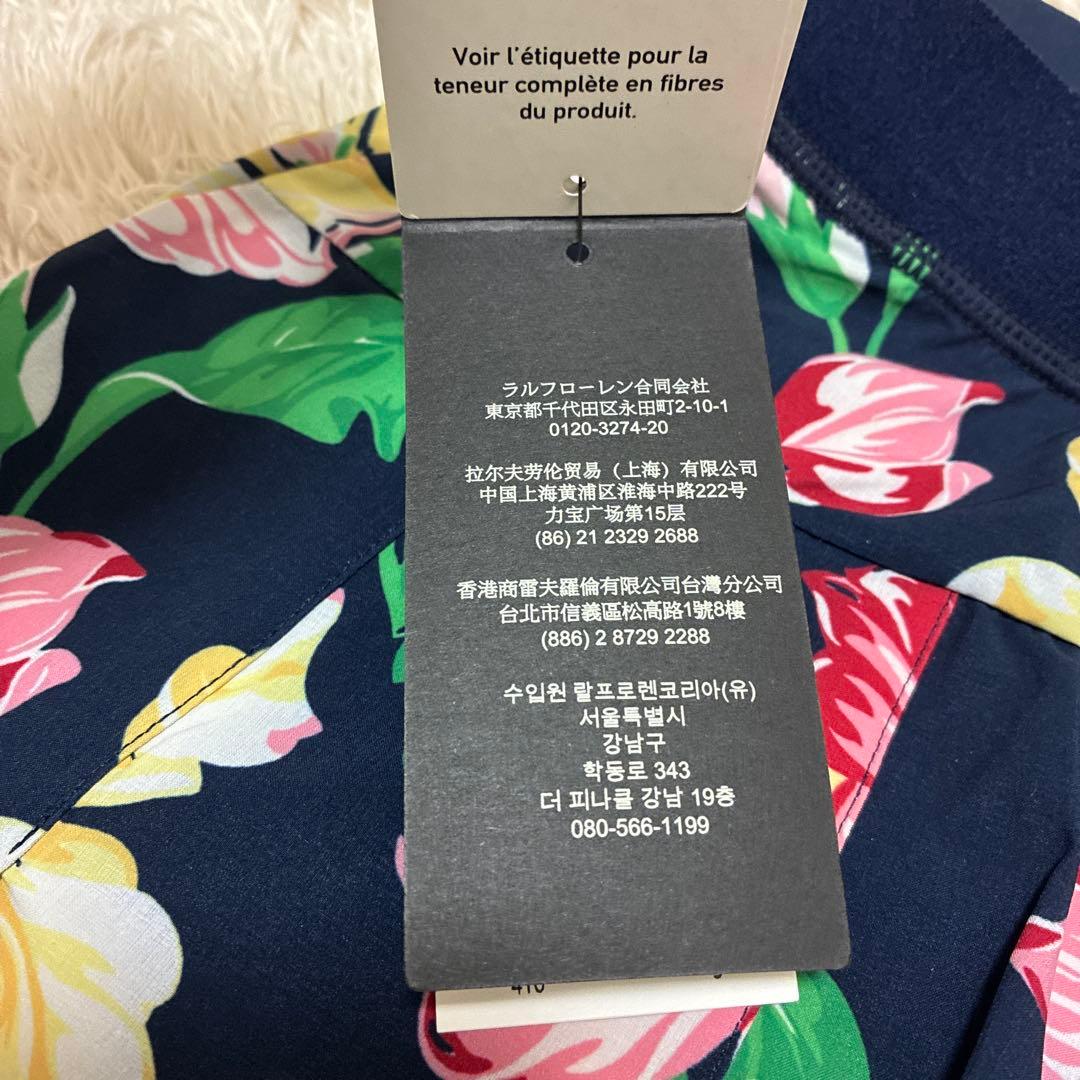 Voir l'étiquette pour la
teneur complète en fibres
du produit.
ラルフローレン合同会社
東京都千代田区永田町2-10-1
0120-3274-20
拉尔夫劳伦贸易（上海）有限公司
中国上海黄浦区淮海中路222号
力宝广场第15层
(86) 21 2329 2688
香港商雷夫羅倫有限公司台灣分公司
台北市信義區松高路1號8樓
(886) 2 8729 2288
수입원 랄프로렌코리아(유)
서울특별시
강남구
학동로 343
더 피나클 강남 19층
080-566-1199